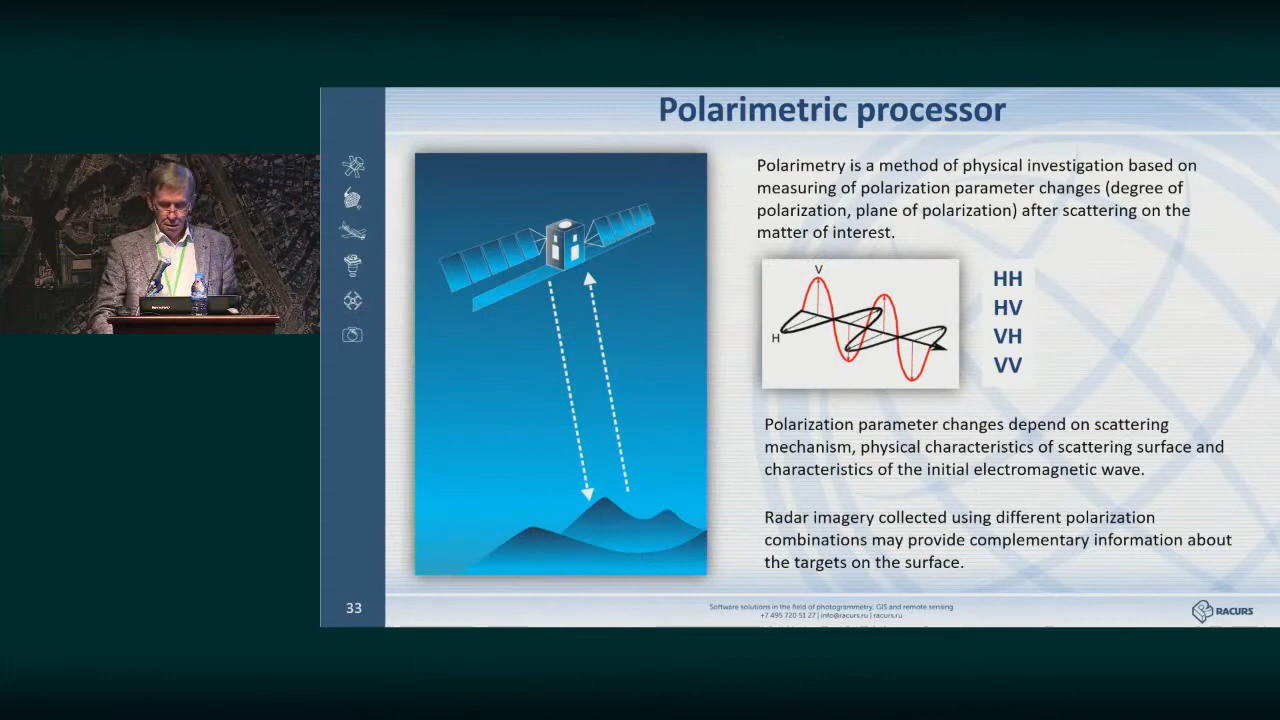 Polarimetric processor
Polarimetry is a method of physical investigation based on
measuring of polarization parameter changes (degree of
polarization, plane of polarization) after scattering on the
matter of interest.
V
H
HH
HV
VH
VV
Polarization parameter changes depend on scattering
mechanism, physical characteristics of scattering surface and
characteristics of the initial electromagnetic wave.
Radar imagery collected using different polarization
combinations may provide complementary information about
the targets on the surface.
33
Software solutions in the field of photogrammetry, GIS and remote sensing
+7 495 720 51 27 | info@racurs.ru | racurs.ru
RACURS
lenovo